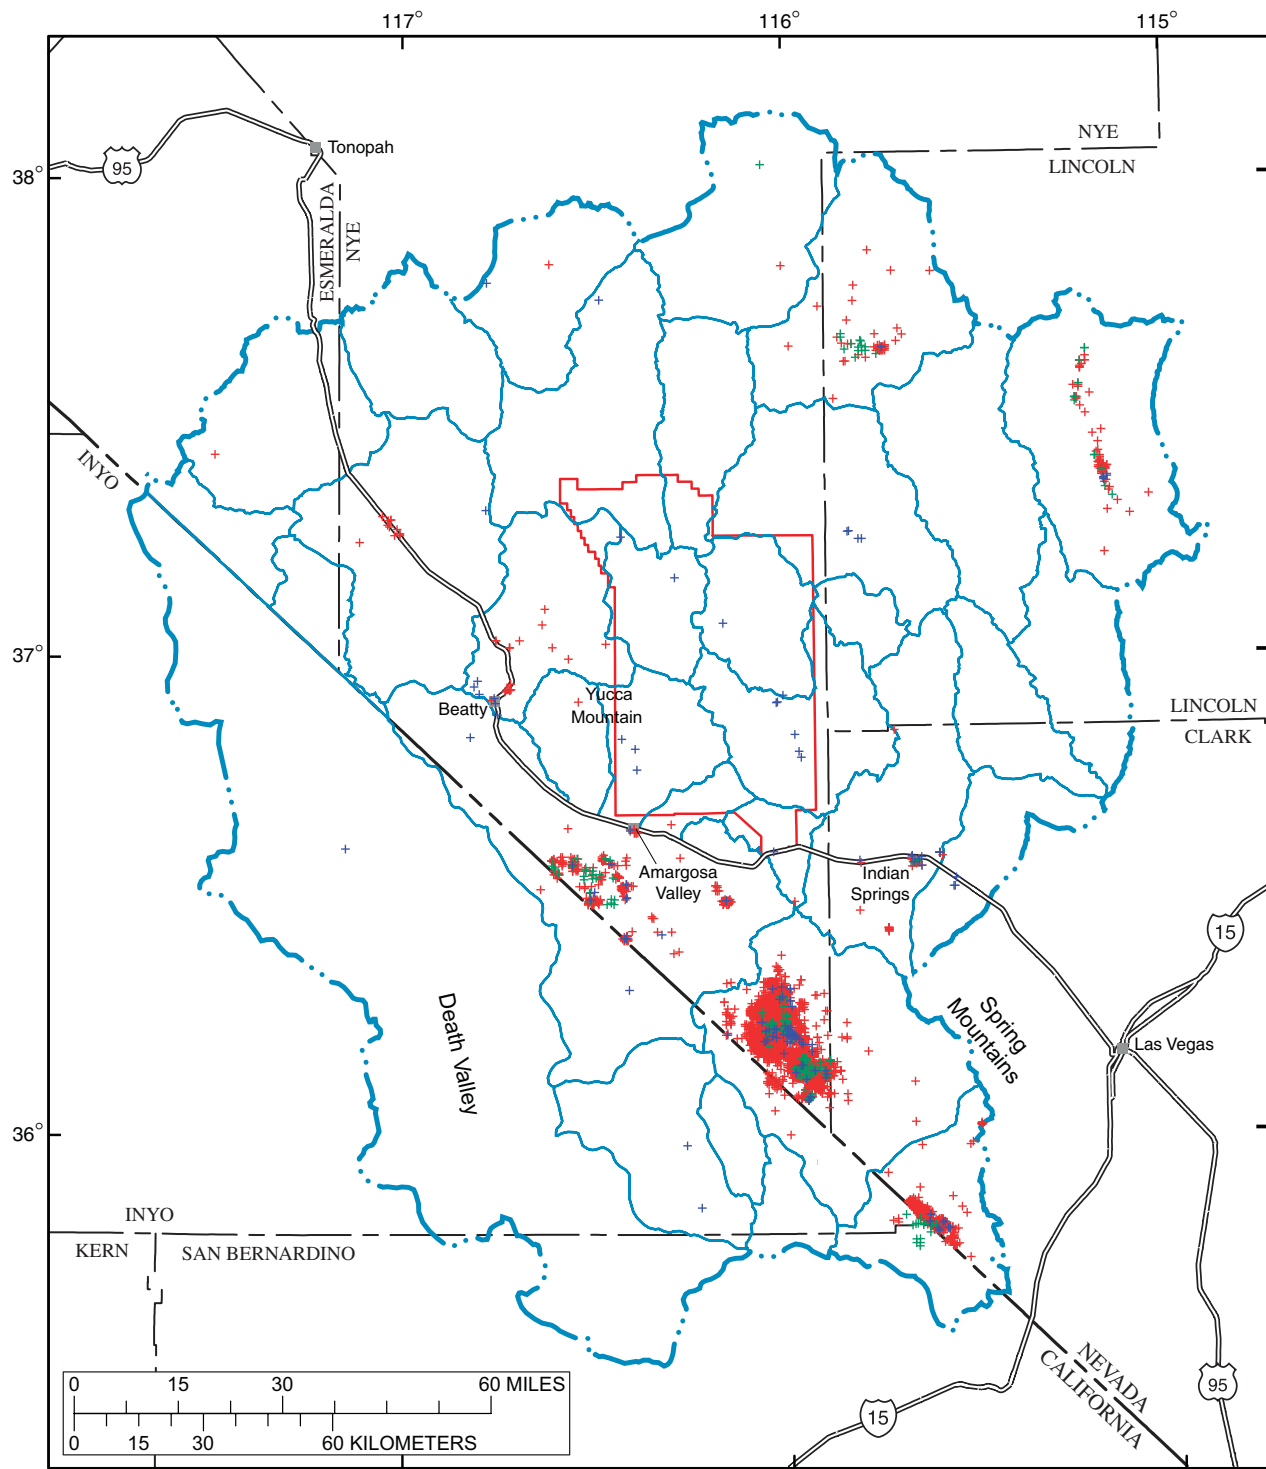 117°
116°
115°
NYE
LINCOLN
Tonopah
95
38°
ESMERALDA
NYE
INYO
37°
Yucca
Mountain
Beatty
LINCOLN
CLARK
Amargosa
Valley
Indian
Springs
15
Death Valley
Spring
Mountains
Las Vegas
36°
INYO
KERN
SAN BERNARDINO
NEVADA
CALIFORNIA
95
15
0 15 30 60 MILES
0 15 30 60 KILOMETERS